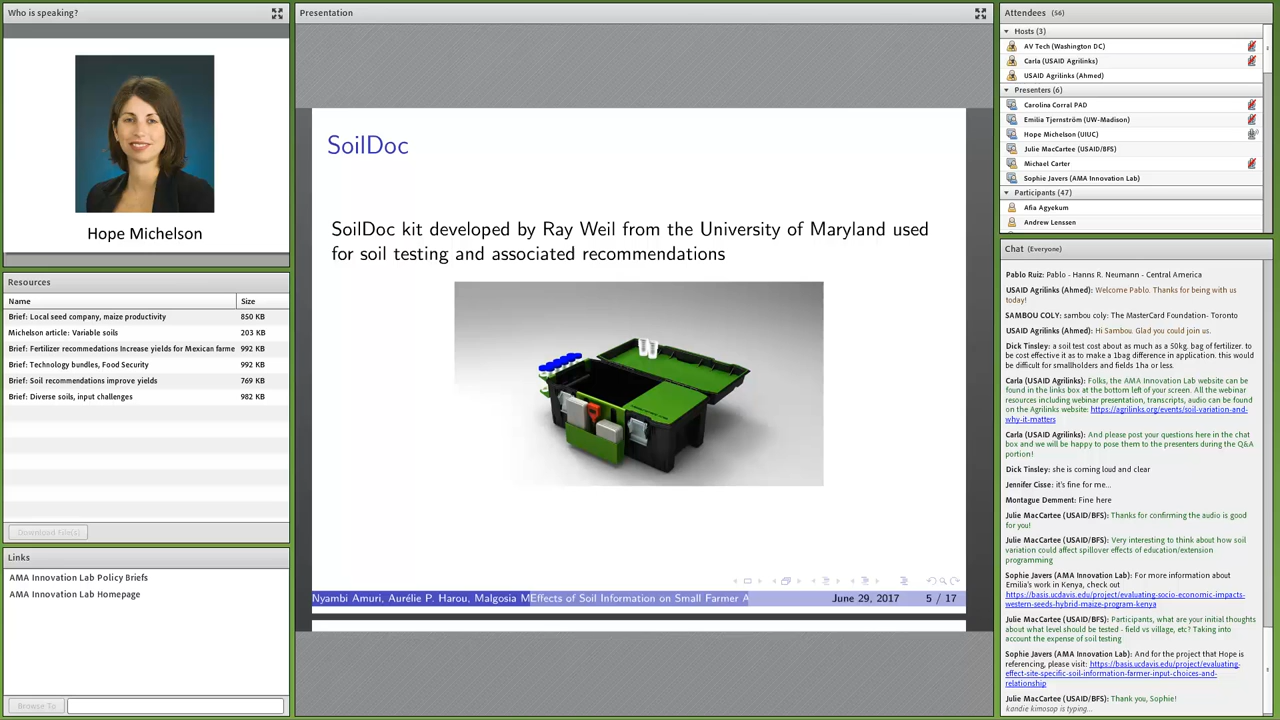 Who is speaking?
Hope Michelson
Resources
Name Size
Brief: Local seed company, maize productivity 850 KB
Michelson article: Variable soils 203 KB
Brief: Fertilizer recommendations Increase yields for Mexican farme 992 KB
Brief: Technology bundles, Food Security 992 KB
Brief: Soil recommendations improve yields 769 KB
Brief: Diverse soils, input challenges 982 KB
Download File(s)
Links
AMA Innovation Lab Policy Briefs
AMA Innovation Lab Homepage
Browse To
Presentation
SoilDoc
SoilDoc kit developed by Ray Weil from the University of Maryland used
for soil testing and associated recommendations
Nyambi Amuri, Aurélie P. Harou, Malgosia M Effects of Soil Information on Small Farmer A June 29, 2017 5 / 17
Attendees (56)
Hosts (3)
AV Tech (Washington DC)
Carla (USAID Agrilinks)
USAID Agrilinks (Ahmed)
Presenters (6)
Carolina Corral PAD
Emilia Tjernström (UW-Madison)
Hope Michelson (UIUC)
Julie MacCartee (USAID/BFS)
Michael Carter
Sophie Javers (AMA Innovation Lab)
Participants (47)
Afia Agyekum
Andrew Lenssen
Chat (Everyone)
Pablo Ruiz: Pablo - Hanns R. Neumann - Central America
USAID Agrilinks (Ahmed): Welcome Pablo. Thanks for being with us
today!
SAMBOU COLY: sambou coly: The MasterCard Foundation- Toronto
USAID Agrilinks (Ahmed): Hi Sambou. Glad you could join us.
Dick Tinsley: a soil test cost about as much as a 50kg. bag of fertilizer. to
be cost effective it as to make a 1bag difference in application. this would
be difficult for smallholders and fields 1ha or less.
Carla (USAID Agrilinks): Folks, the AMA Innovation Lab website can be
found in the links box at the bottom left of your screen. All the webinar
resources including webinar presentation, transcripts, audio can be found
on the Agrilinks website: https://agrilinks.org/events/soil-variation-and-
why-it-matters
Carla (USAID Agrilinks): And please post your questions here in the chat
box and we will be happy to pose them to the presenters during the Q&A
portion!
Dick Tinsley: she is coming loud and clear
Jennifer Cisse: it's fine for me...
Montague Demment: Fine here
Julie MacCartee (USAID/BFS): Thanks for confirming the audio is good
for you!
Julie MacCartee (USAID/BFS): Very interesting to think about how soil
variation could affect spillover effects of education/extension
programming
Sophie Javers (AMA Innovation Lab): For more information about
Emilia's work in Kenya, check out
https://basis.ucdavis.edu/project/evaluating-socio-economic-impacts-
western-seeds-hybrid-maize-program-kenya
Julie MacCartee (USAID/BFS): Participants, what are your initial thoughts
about what level should be tested - field vs village, etc? Taking into
account the expense of soil testing
Sophie Javers (AMA Innovation Lab): And for the project that Hope is
referencing, please visit: https://basis.ucdavis.edu/project/evaluating-
effect-site-specific-soil-information-farmer-input-choices-and-
relationship
Julie MacCartee (USAID/BFS): Thank you, Sophie!
kandie kimosop is typing...